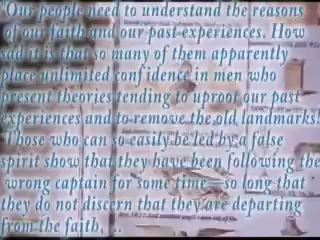 "Our people need to understand the reasons
of our faith and our past experiences. How
sad it is that so many of them apparently
place unlimited confidence in men who
present theories tending to uproot our past
experiences and to remove the old landmarks!
Those who can so easily be led by a false
spirit show that they have been following the
wrong captain for some time—so long that
they do not discern that they are departing
from the faith, ...